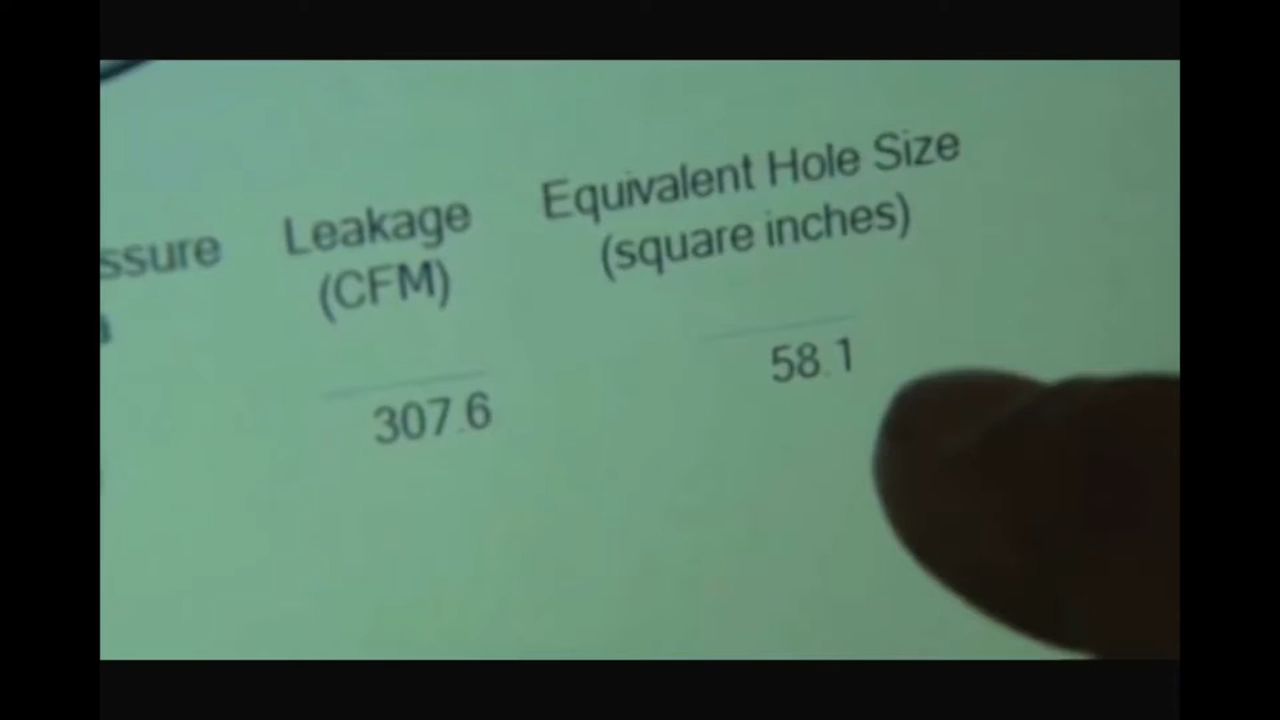 ssure
Leakage
(CFM)
Equivalent Hole Size
(square inches)
307.6
58.1